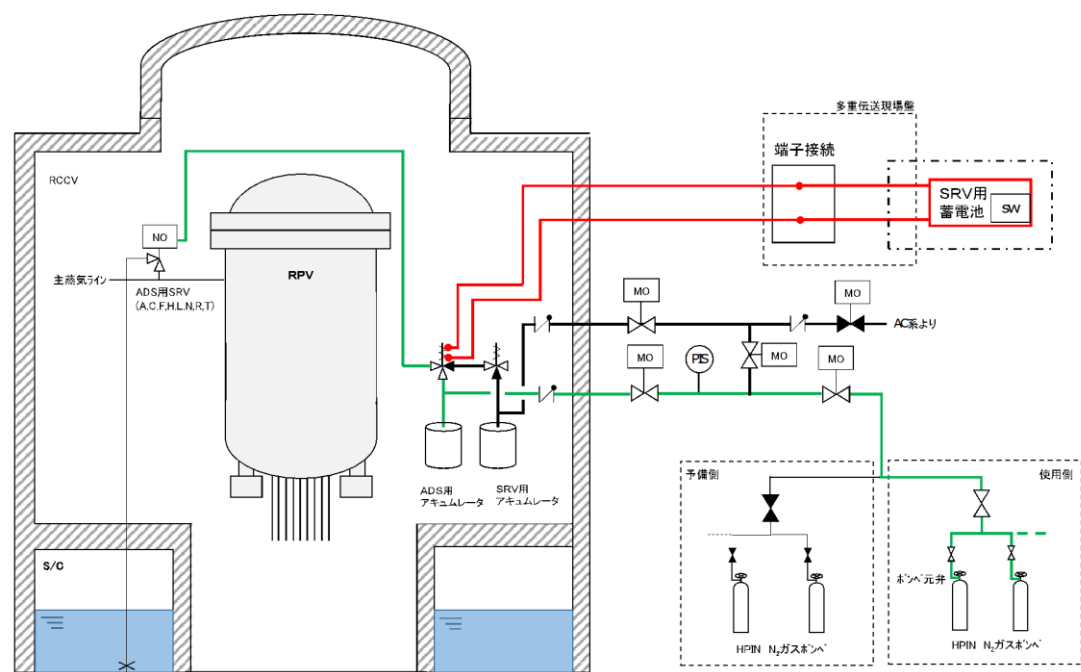 多重伝送現場盤
端子接続
SRV用
蓄電池
SW
RCCV
NO
主蒸気ライン
ADS用SRV
(A,C,F,H,L,N,R,T)
RPV
MO
MO
AC系より
MO
PIS
MO
MO
ADS用
アキュムレータ
SRV用
アキュムレータ
予備側
使用側
S/C
ボンベ元弁
HPIN N₂ガスボンベ
HPIN N₂ガスボンベ